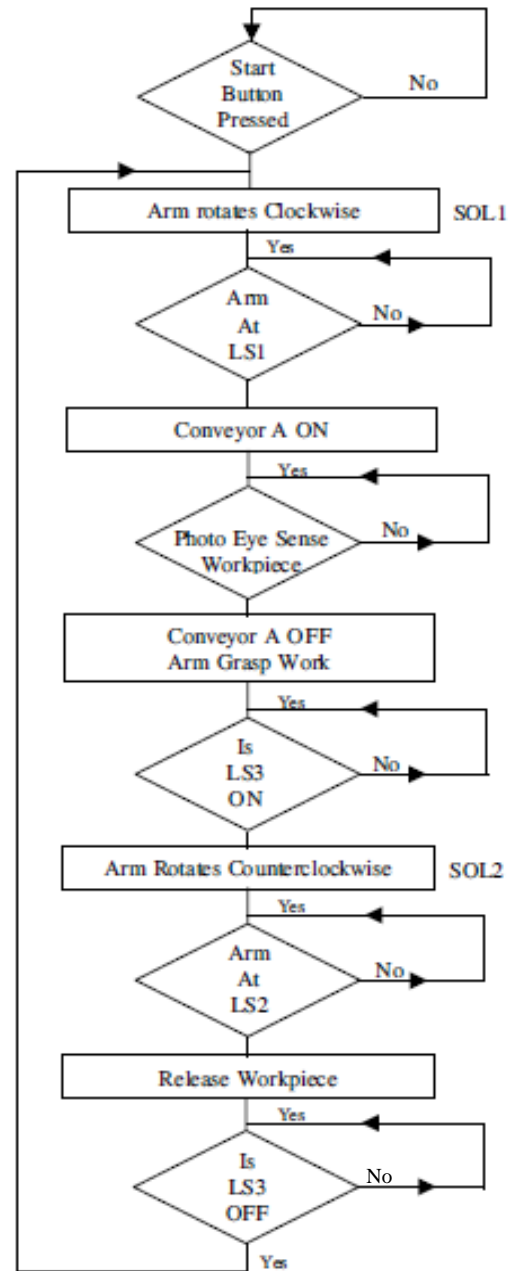 Start
Button
Pressed
No
Arm rotates Clockwise SOL1
Yes
Arm
At
LS1
No
Conveyor A ON
Yes
Photo Eye Sense
Workpiece
No
Conveyor A OFF
Arm Grasp Work
Yes
Is
LS3
ON
No
Arm Rotates Counterclockwise SOL2
Yes
Arm
At
LS2
No
Release Workpiece
Yes
Is
LS3
OFF
No
Yes